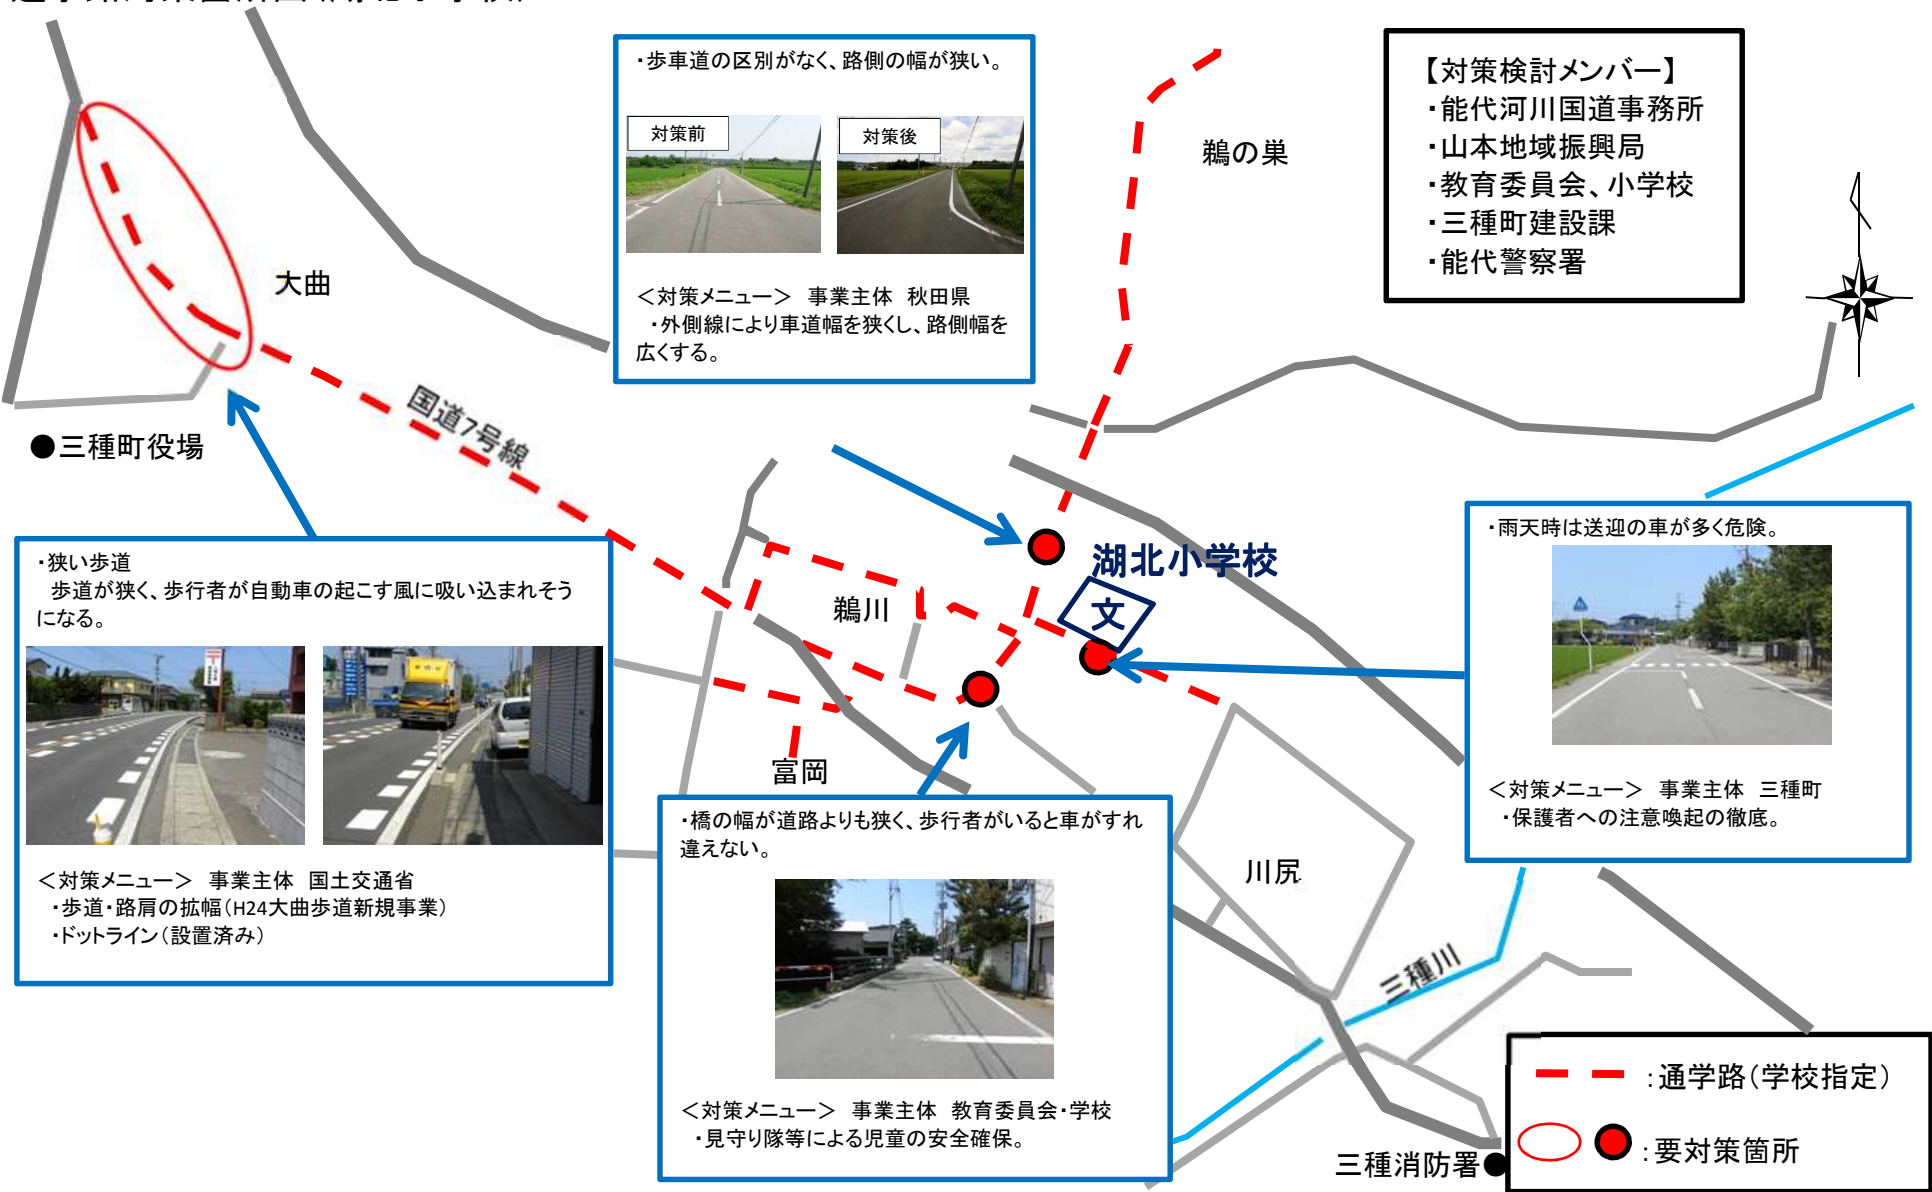 ・歩車道の区別がなく、路側の幅が狭い。
対策前
対策後
＜対策メニュー＞　事業主体　秋田県
・外側線により車道幅を狭くし、路側幅を
広くする。
【対策検討メンバー】
・能代河川国道事務所
・山本地域振興局
・教育委員会、小学校
・三種町建設課
・能代警察署
鵜の巣
大曲
国道7号線
●三種町役場
・狭い歩道
歩道が狭く、歩行者が自動車の起こす風に吸い込まれそう
になる。
＜対策メニュー＞　事業主体　国土交通省
・歩道・路肩の拡幅（H24大曲歩道新規事業）
・ドットライン（設置済み）
湖北小学校
文
鵜川
富岡
・雨天時は送迎の車が多く危険。
＜対策メニュー＞　事業主体　三種町
・保護者への注意喚起の徹底。
・橋の幅が道路よりも狭く、歩行者がいると車がすれ
違えない。
＜対策メニュー＞　事業主体　教育委員会・学校
・見守り隊等による児童の安全確保。
川尻
三種川
三種消防署●
：通学路（学校指定）
：要対策箇所